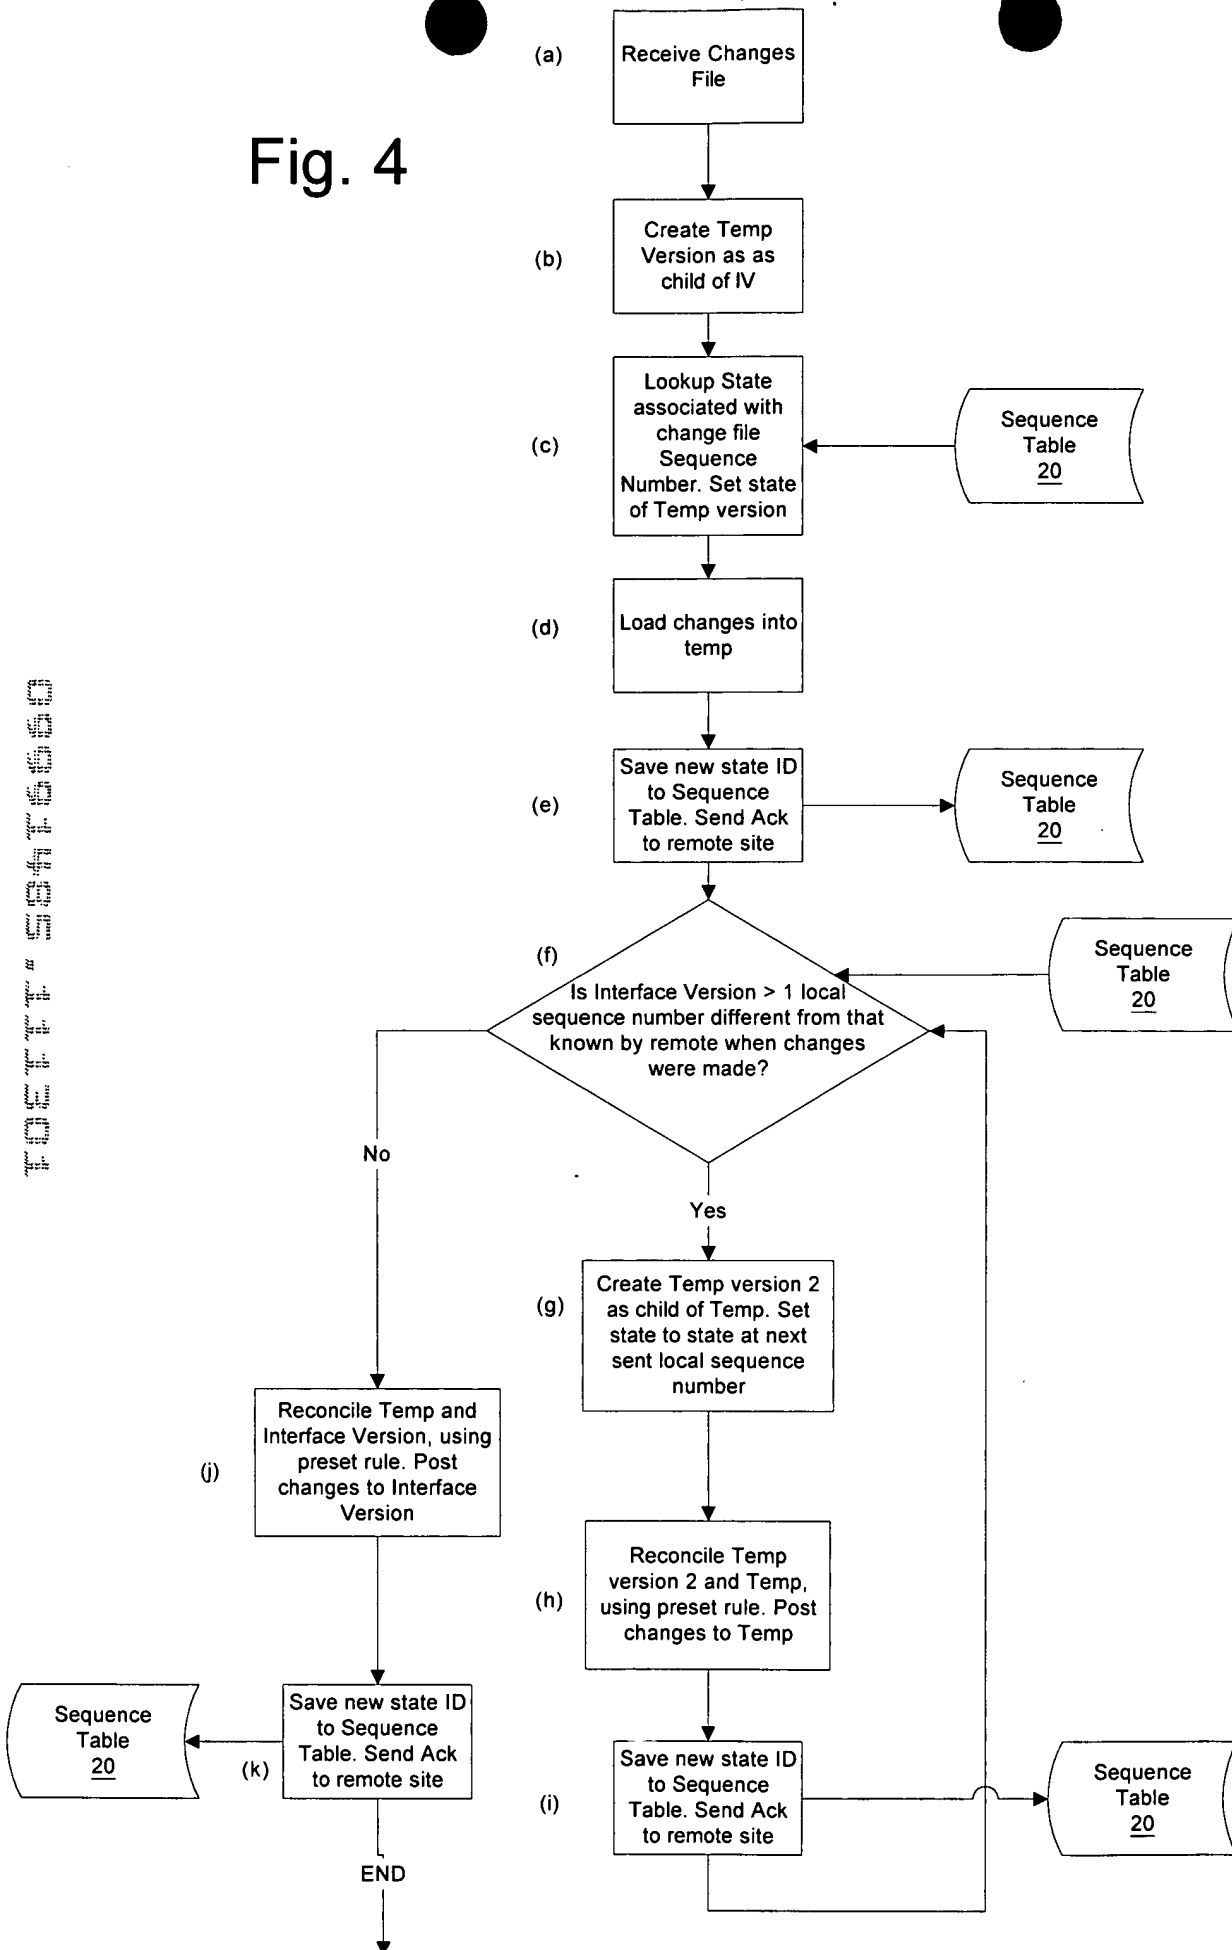 (a)
Receive Changes
File
Fig. 4
(b)
Create Temp
Version as as
child of IV
(c)
Lookup State
associated with
change file
Sequence
Number. Set state
of Temp version
Sequence
Table
20
(d)
Load changes into
temp
(e)
Save new state ID
to Sequence
Table. Send Ack
to remote site
Sequence
Table
20
(f)
Is Interface Version > 1 local
sequence number different from that
known by remote when changes
were made?
Sequence
Table
20
No
Yes
(g)
Create Temp version 2
as child of Temp. Set
state to state at next
sent local sequence
number
(j)
Reconcile Temp and
Interface Version, using
preset rule. Post
changes to Interface
Version
(h)
Reconcile Temp
version 2 and Temp,
using preset rule. Post
changes to Temp
Sequence
Table
20
(k)
Save new state ID
to Sequence
Table. Send Ack
to remote site
(i)
Save new state ID
to Sequence
Table. Send Ack
to remote site
Sequence
Table
20
END
09991485.111301